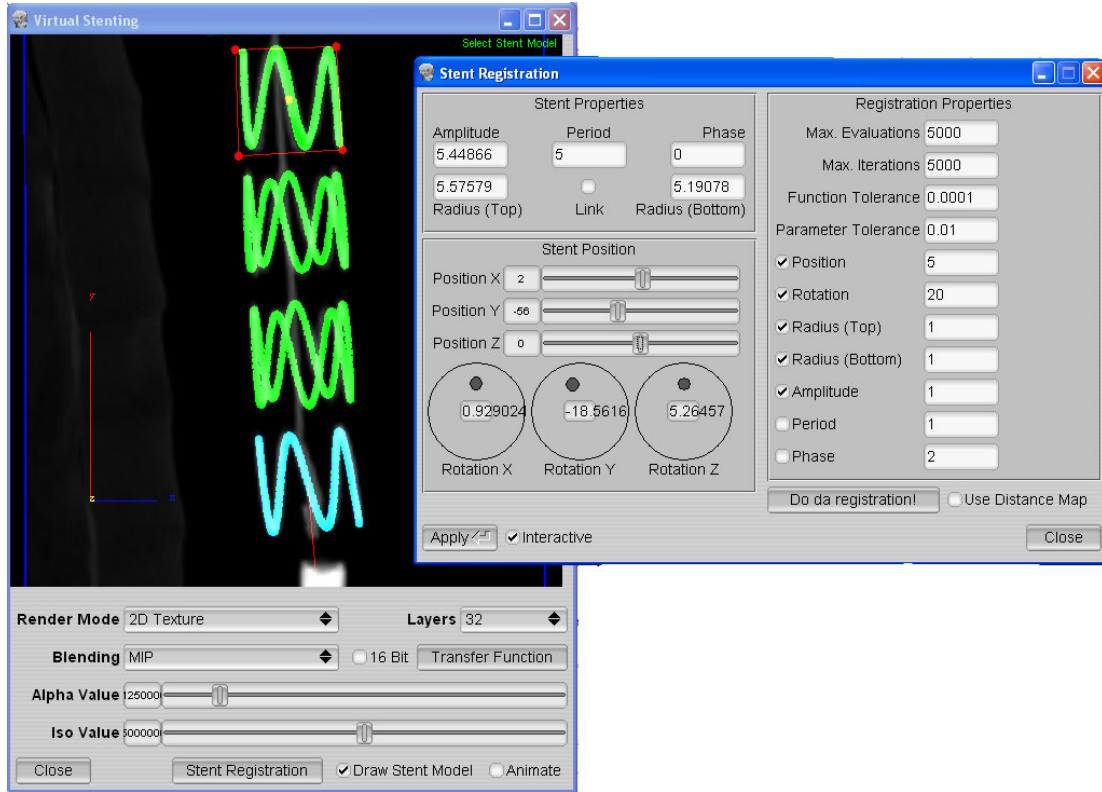 Virtual Stenting
Select Stent Model
y
z
x
Render Mode 2D Texture Layers 32
Blending MIP 16 Bit Transfer Function
Alpha Value 125000
Iso Value 500000
Close Stent Registration Draw Stent Model Animate
Stent Registration
Stent Properties
Amplitude Period Phase
5.44866 5 0
5.57579 5.19078
Radius (Top) Link Radius (Bottom)
Stent Position
Position X 2
Position Y -56
Position Z 0
0.929024 -18.5616 5.26457
Rotation X Rotation Y Rotation Z
Apply Interactive
Registration Properties
Max. Evaluations 5000
Max. Iterations 5000
Function Tolerance 0.0001
Parameter Tolerance 0.01
Position 5
Rotation 20
Radius (Top) 1
Radius (Bottom) 1
Amplitude 1
Period 1
Phase 2
Do da registration! Use Distance Map
Close